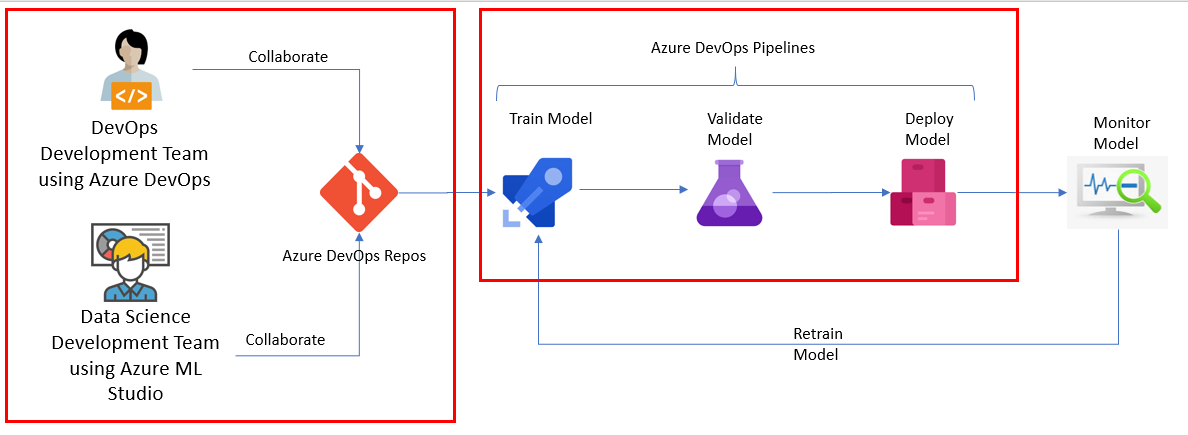 Collaborate
</>
DevOps
Development Team
using Azure DevOps
Azure DevOps Repos
Data Science
Development Team
using Azure ML
Studio
Collaborate
Azure DevOps Pipelines
Train Model
Validate
Model
Deploy
Model
Monitor
Model
Retrain
Model